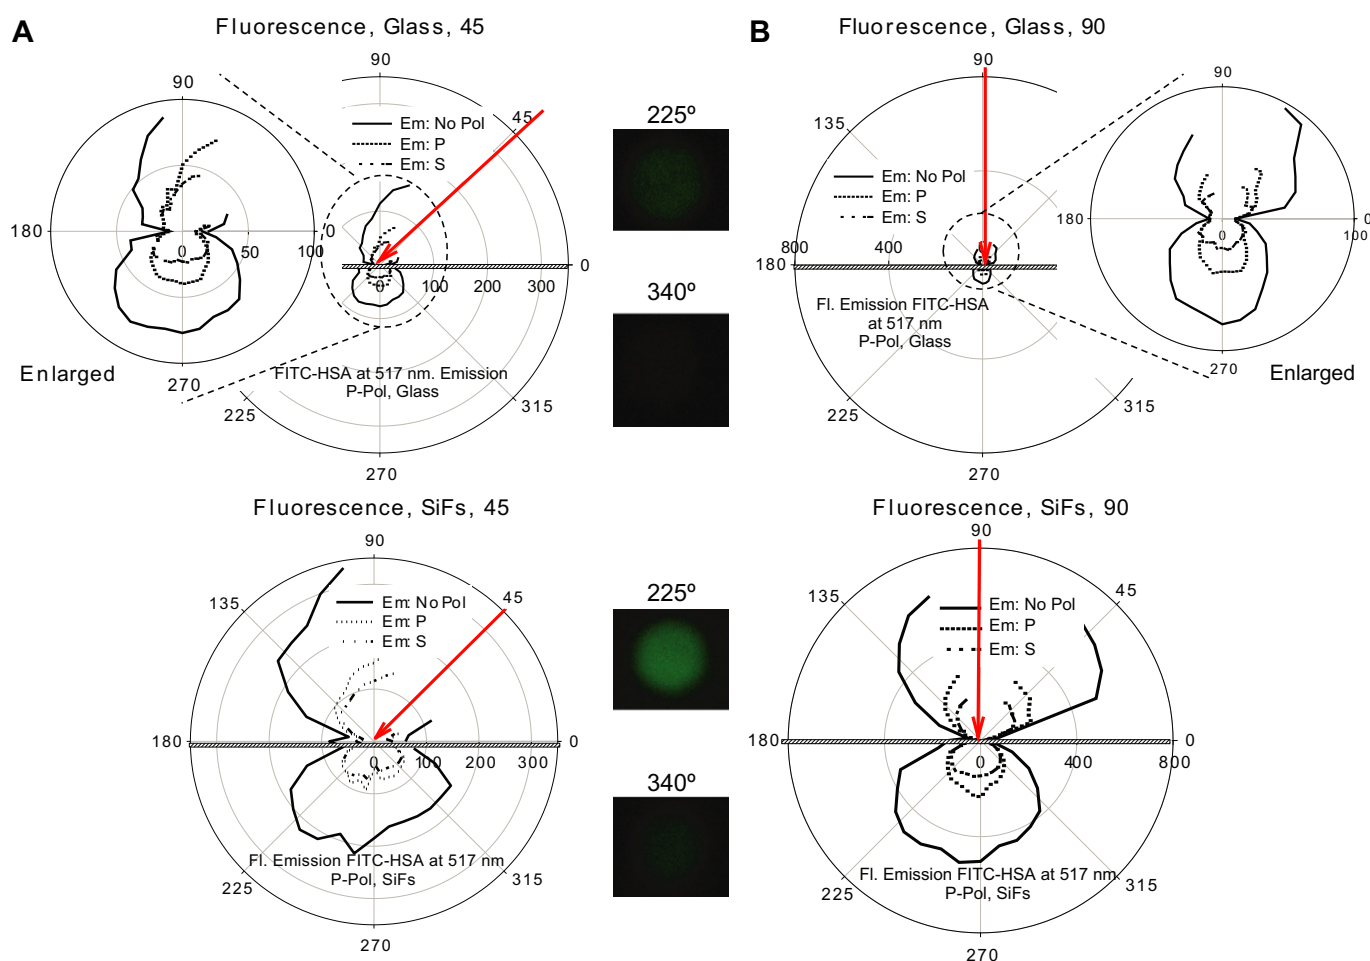 A
Fluorescence, Glass, 45
90
45
Em: No Pol
Em: P
Em: S
0
0 100 200 300
FITC-HSA at 517 nm. Emission
P-Pol, Glass
225
315
270
90
180
0
0 50 100
270
Enlarged
225º
340º
B
Fluorescence, Glass, 90
90
135
Em: No Pol
Em: P
Em: S
800 400
180
Fl. Emission FITC-HSA
at 517 nm
P-Pol, Glass
225
315
270
90
180
0
0
100
270
Enlarged
Fluorescence, SiFs, 45
90
135
45
Em: No Pol
Em: P
Em: S
180
0
0 100 200 300
Fl. Emission FITC-HSA at 517 nm
P-Pol, SiFs
225
315
270
225º
340º
Fluorescence, SiFs, 90
90
135
45
Em: No Pol
Em: P
Em: S
180
0
0 400 800
Fl. Emission FITC-HSA at 517 nm
P-Pol, SiFs
225
315
270